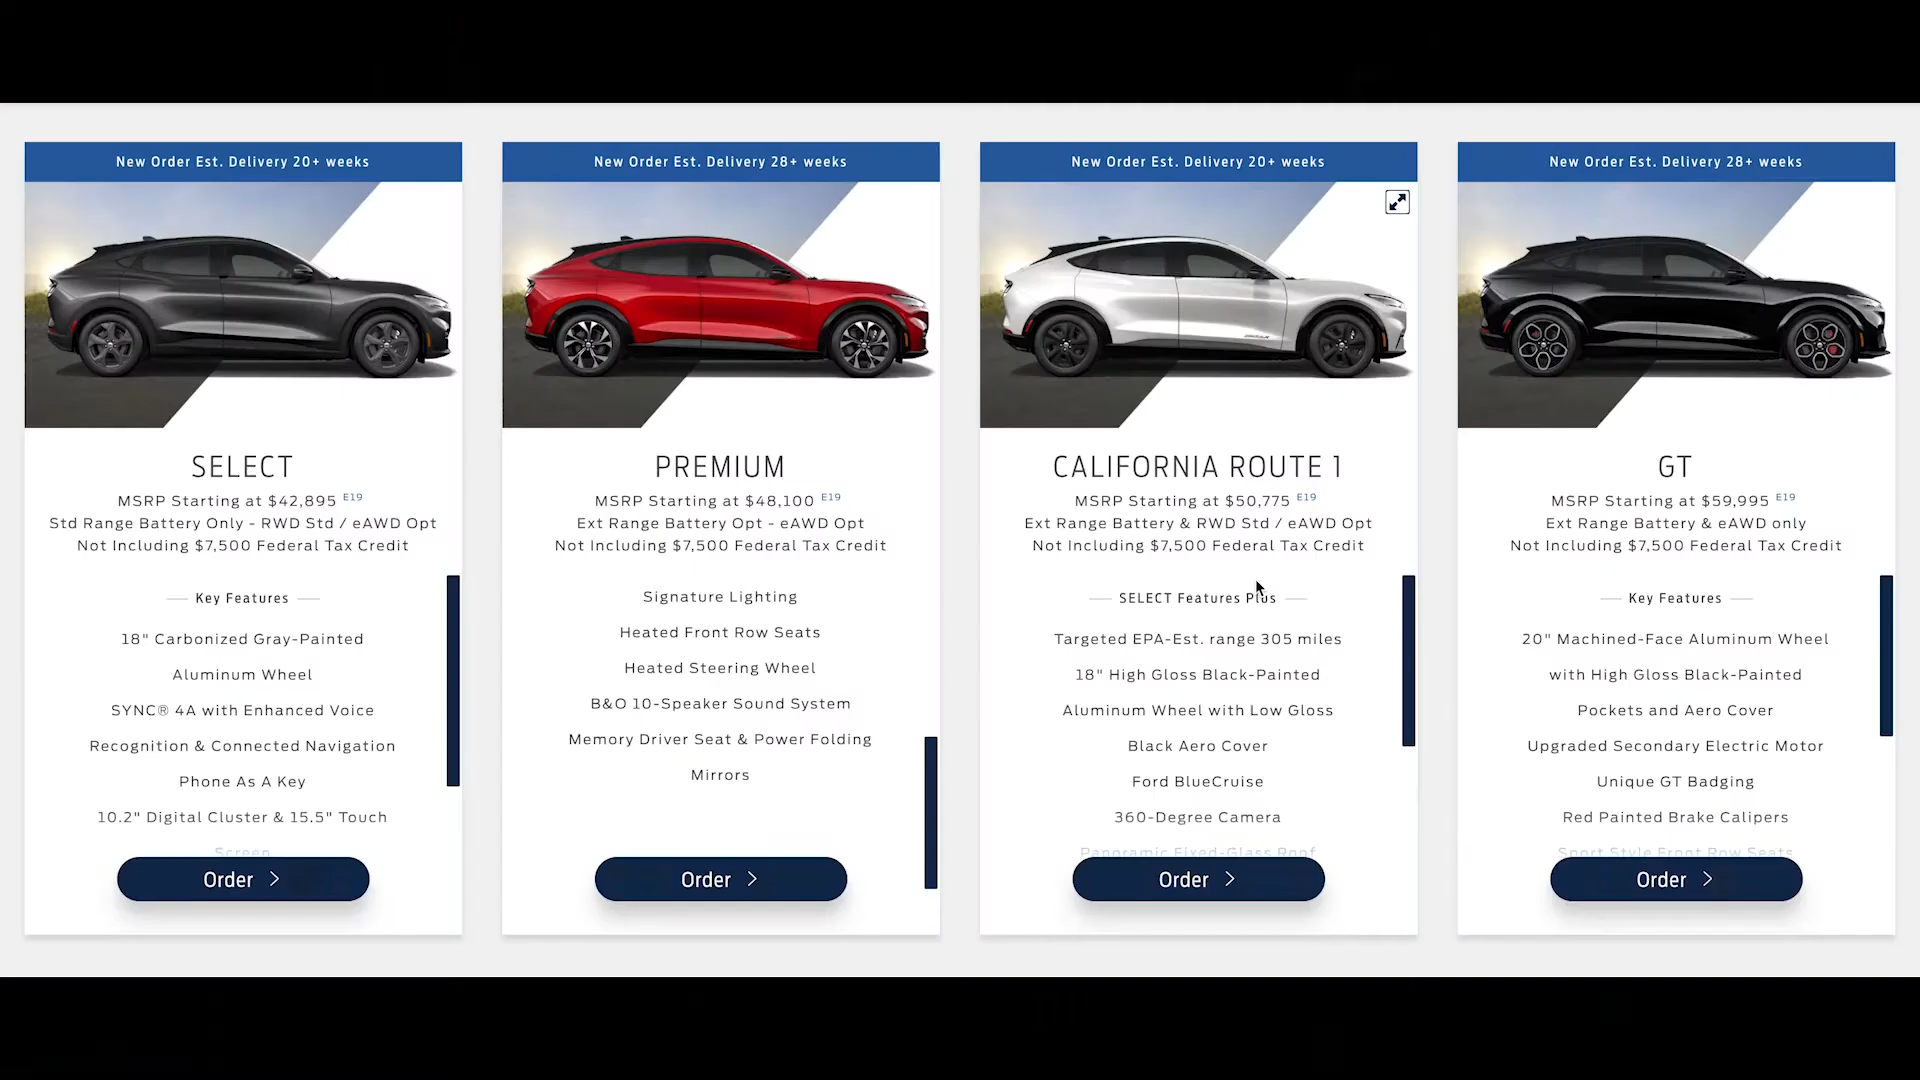 New Order Est. Delivery 20+ weeks
SELECT
MSRP Starting at $42,895 E19
Std Range Battery Only - RWD Std / eAWD Opt
Not Including $7,500 Federal Tax Credit
Key Features
18" Carbonized Gray-Painted
Aluminum Wheel
SYNC® 4A with Enhanced Voice
Recognition & Connected Navigation
Phone As A Key
10.2" Digital Cluster & 15.5" Touch
Screen
Order
New Order Est. Delivery 28+ weeks
PREMIUM
MSRP Starting at $48,100 E19
Ext Range Battery Opt - eAWD Opt
Not Including $7,500 Federal Tax Credit
Signature Lighting
Heated Front Row Seats
Heated Steering Wheel
B&O 10-Speaker Sound System
Memory Driver Seat & Power Folding
Mirrors
Order
New Order Est. Delivery 20+ weeks
CALIFORNIA ROUTE 1
MSRP Starting at $50,775 E19
Ext Range Battery & RWD Std / eAWD Opt
Not Including $7,500 Federal Tax Credit
SELECT Features Plus
Targeted EPA-Est. range 305 miles
18" High Gloss Black-Painted
Aluminum Wheel with Low Gloss
Black Aero Cover
Ford BlueCruise
360-Degree Camera
Panoramic Fixed-Glass Roof
Order
New Order Est. Delivery 28+ weeks
GT
MSRP Starting at $59,995 E19
Ext Range Battery & eAWD only
Not Including $7,500 Federal Tax Credit
Key Features
20" Machined-Face Aluminum Wheel
with High Gloss Black-Painted
Pockets and Aero Cover
Upgraded Secondary Electric Motor
Unique GT Badging
Red Painted Brake Calipers
Sport Style Front Row Seats
Order